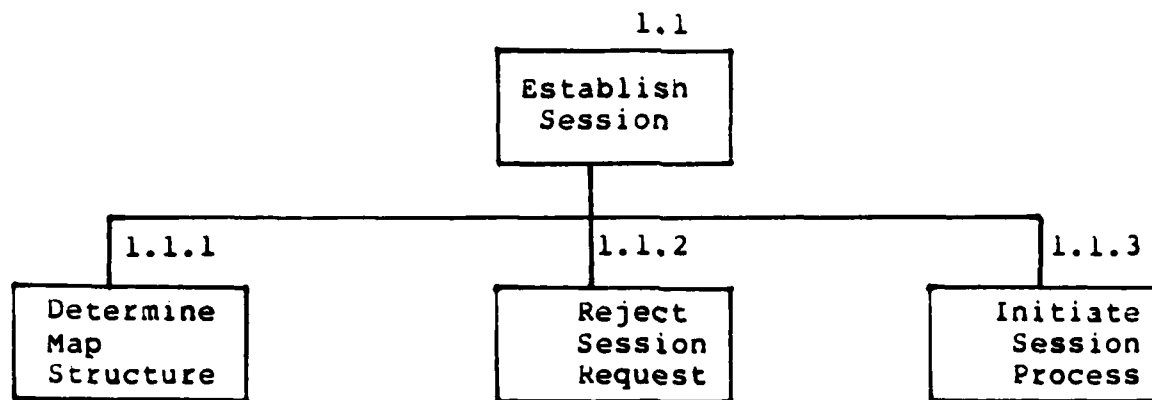 1.1
Establish
Session
1.1.1
1.1.2
1.1.3
Determine
Map
Structure
Reject
Session
Request
Initiate
Session
Process